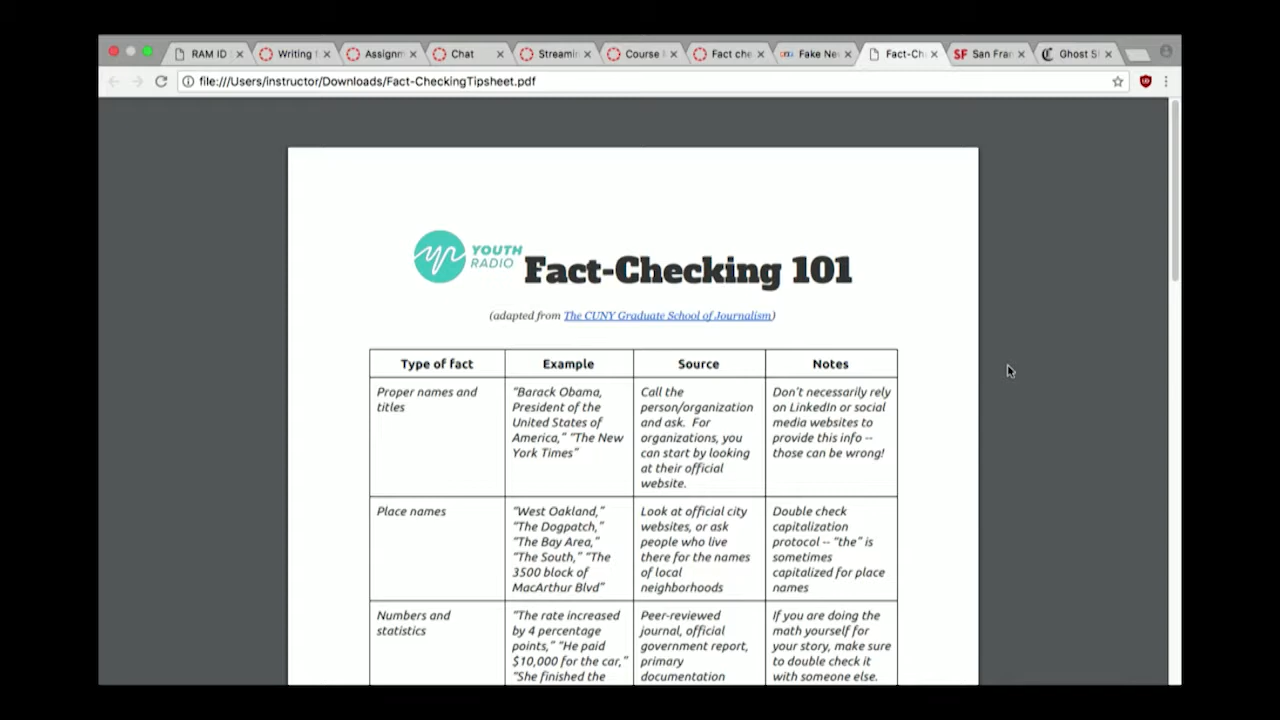 RAM ID
Writing
Assignm
Chat
Streamin
Course
Fact che
Fake Ne
Fact-Ch
San Fran
Ghost S
file:///Users/instructor/Downloads/Fact-CheckingTipsheet.pdf
YOUTH
RADIO
Fact-Checking 101
(adapted from The CUNY Graduate School of Journalism)
Type of fact
Example
Source
Notes
Proper names and
titles
"Barack Obama,
President of the
United States of
America," "The New
York Times"
Call the
person/organization
and ask. For
organizations, you
can start by looking
at their official
website.
Don't necessarily rely
on LinkedIn or social
media websites to
provide this info --
those can be wrong!
Place names
"West Oakland,"
"The Dogpatch,"
"The Bay Area,"
"The South," "The
3500 block of
MacArthur Blvd"
Look at official city
websites, or ask
people who live
there for the names
of local
neighborhoods
Double check
capitalization
protocol -- "the" is
sometimes
capitalized for place
names
Numbers and
statistics
"The rate increased
by 4 percentage
points," "He paid
$10,000 for the car,"
"She finished the
Peer-reviewed
journal, official
government report,
primary
documentation
If you are doing the
math yourself for
your story, make sure
to double check it
with someone else.